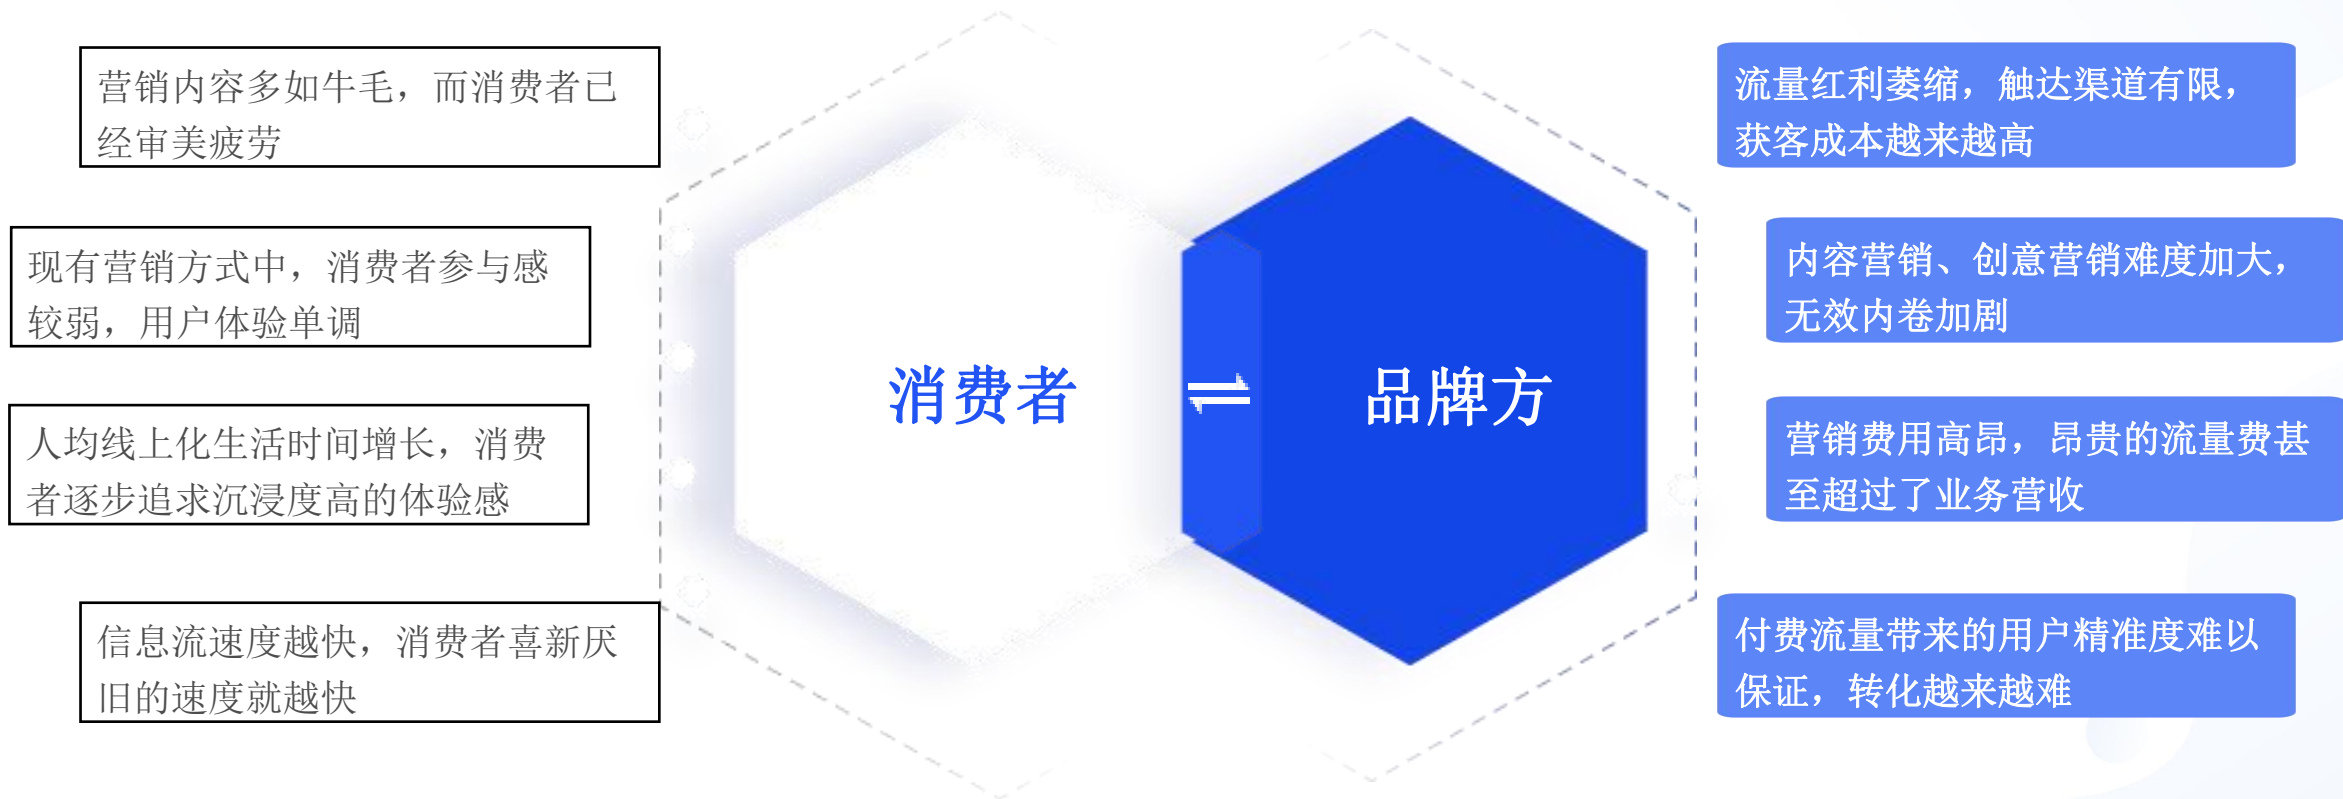 营销内容多如牛毛，而消费者已
经审美疲劳
现有营销方式中，消费者参与感
较弱，用户体验单调
人均线上化生活时间增长，消费
者逐步追求沉浸度高的体验感
信息流速度越快，消费者喜新厌
旧的速度就越快
消费者
⇌
品牌方
流量红利萎缩，触达渠道有限，
获客成本越来越高
内容营销、创意营销难度加大，
无效内卷加剧
营销费用高昂，昂贵的流量费甚
至超过了业务营收
付费流量带来的用户精准度难以
保证，转化越来越难